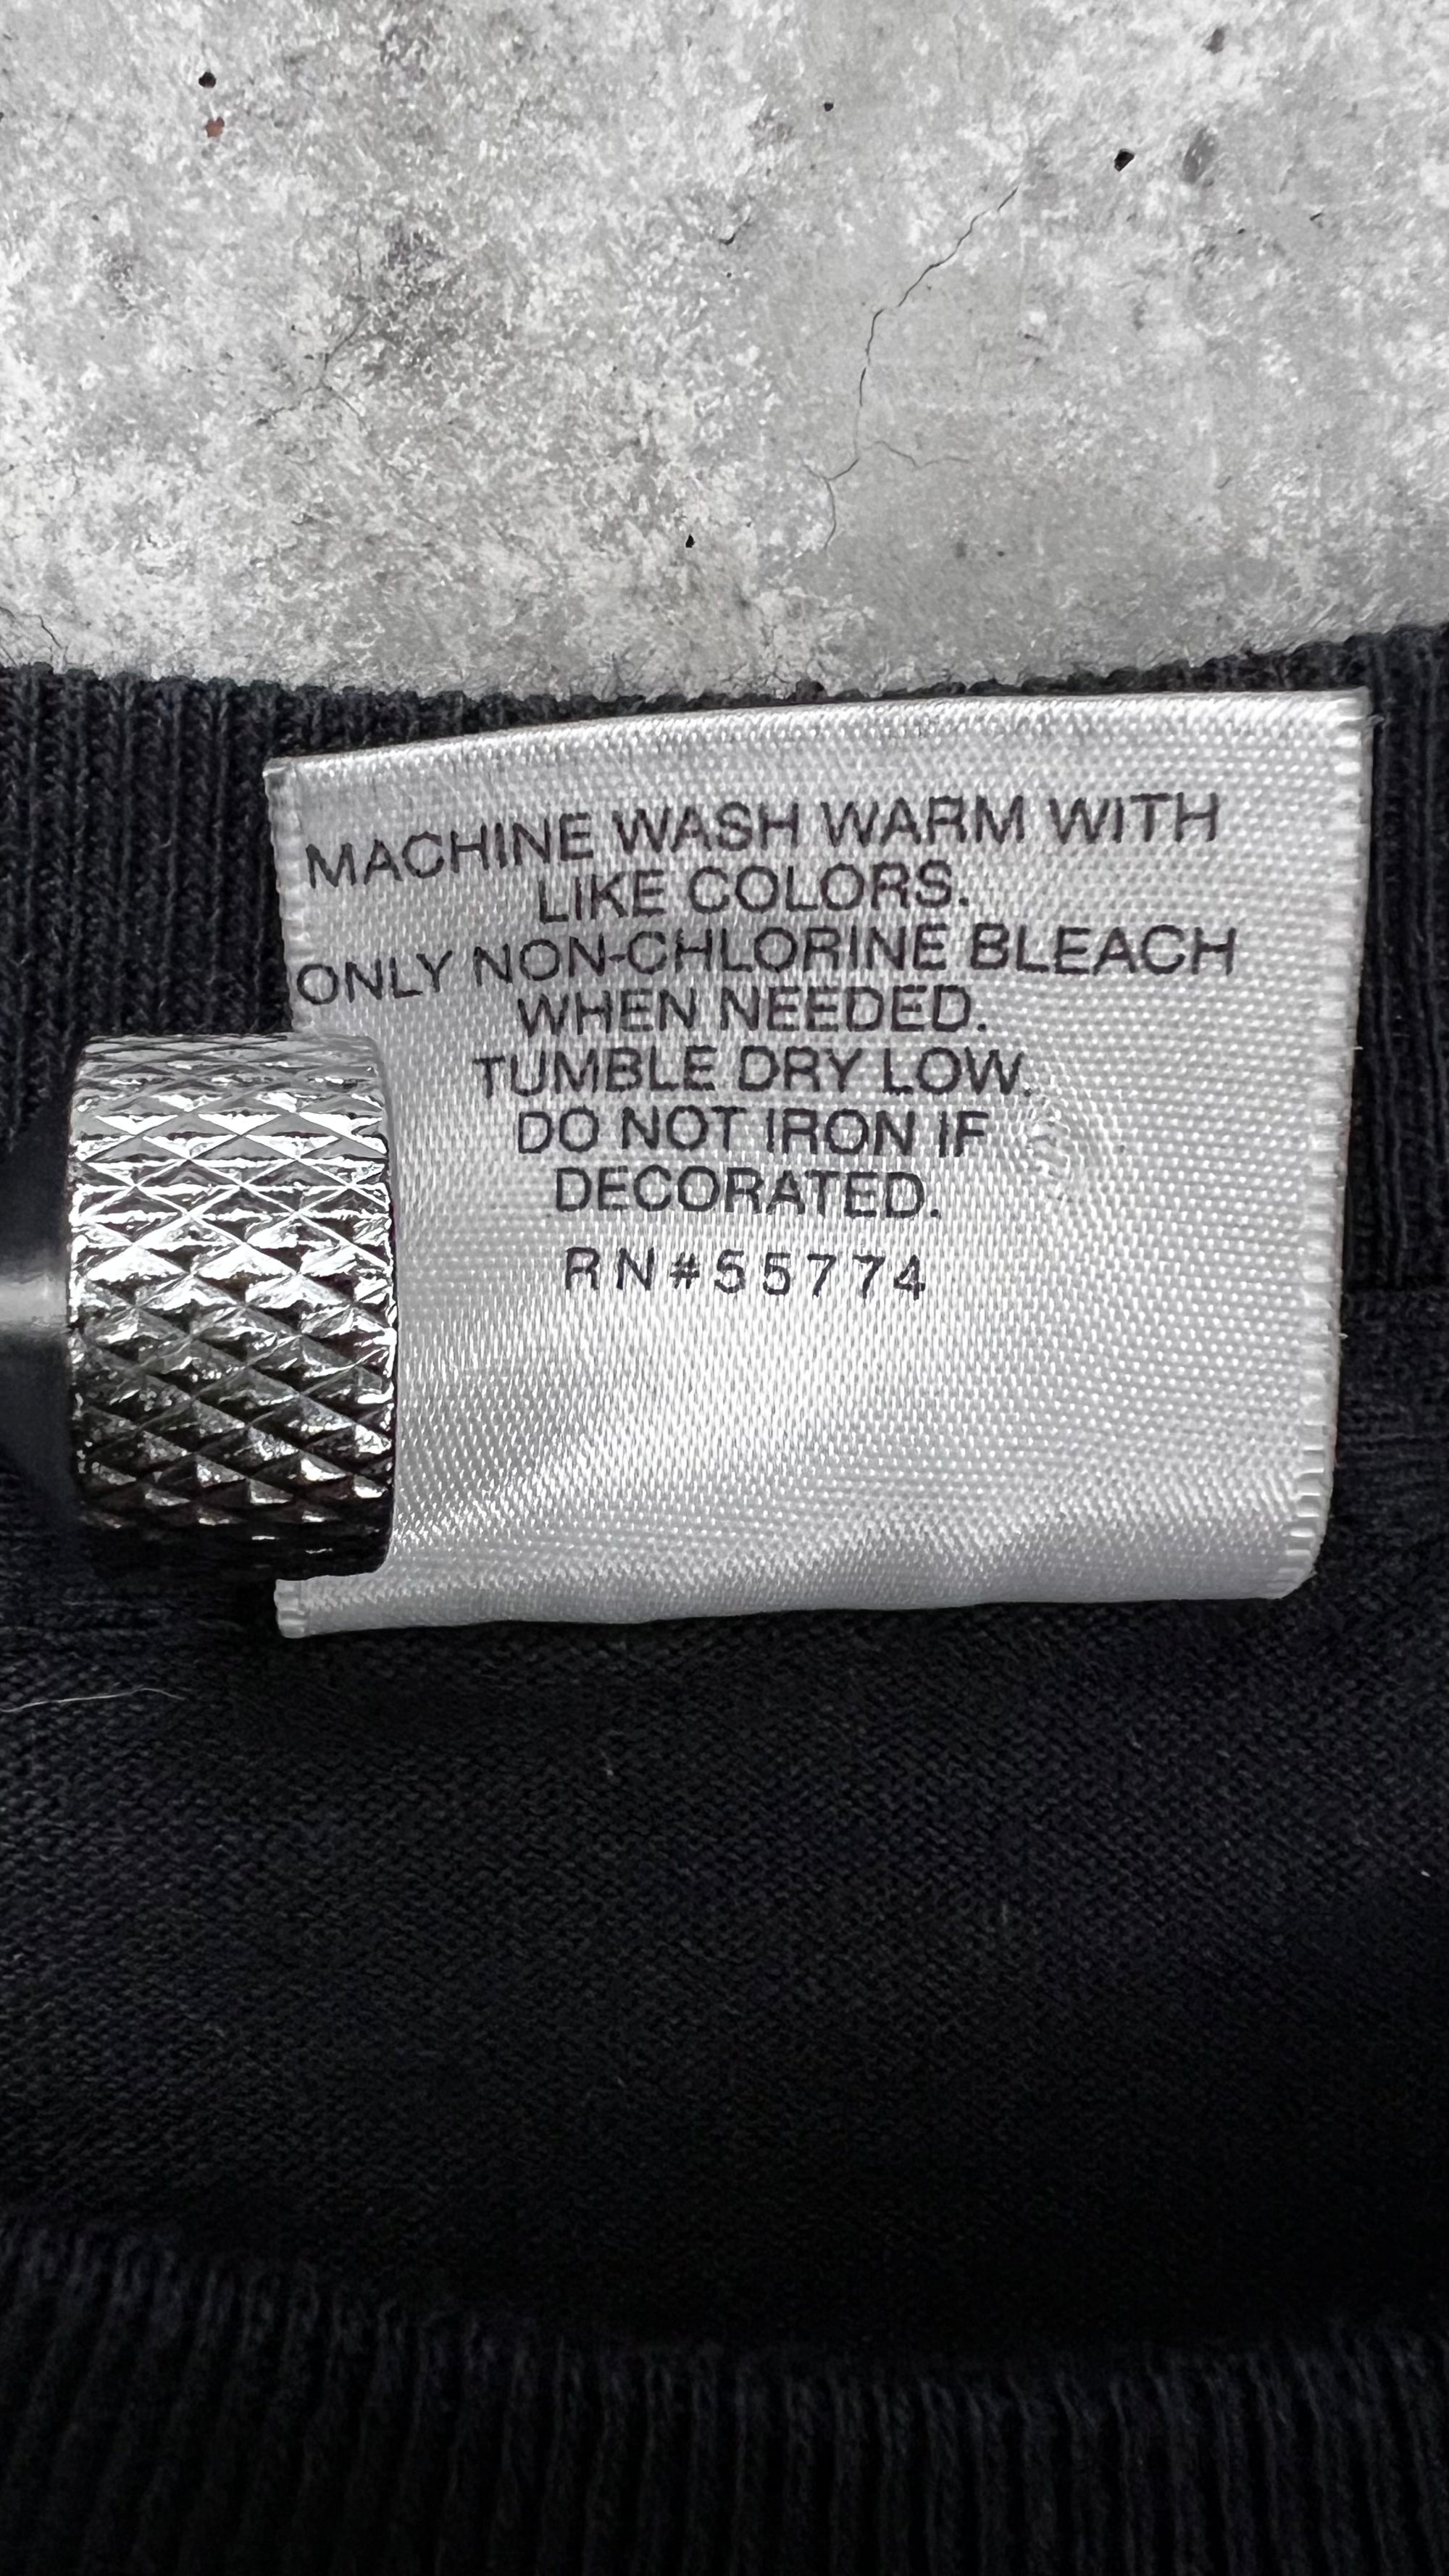 MACHINE WASH WARM WITH
LIKE COLORS.
ONLY NON-CHLORINE BLEACH
WHEN NEEDED.
TUMBLE DRY LOW.
DO NOT IRON IF
DECORATED.
RN#55774